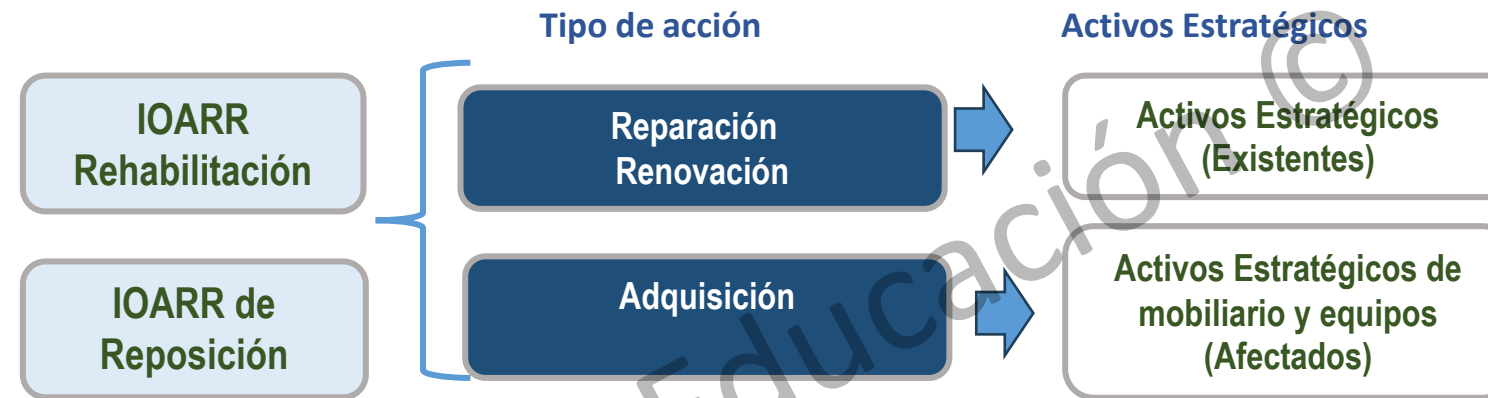 Tipo de acción
Activos Estratégicos
IOARR
Rehabilitación
Reparación
Renovación
Activos Estratégicos
(Existentes)
IOARR de
Reposición
Adquisición
Activos Estratégicos de
mobiliario y equipos
(Afectados)
Educación ©